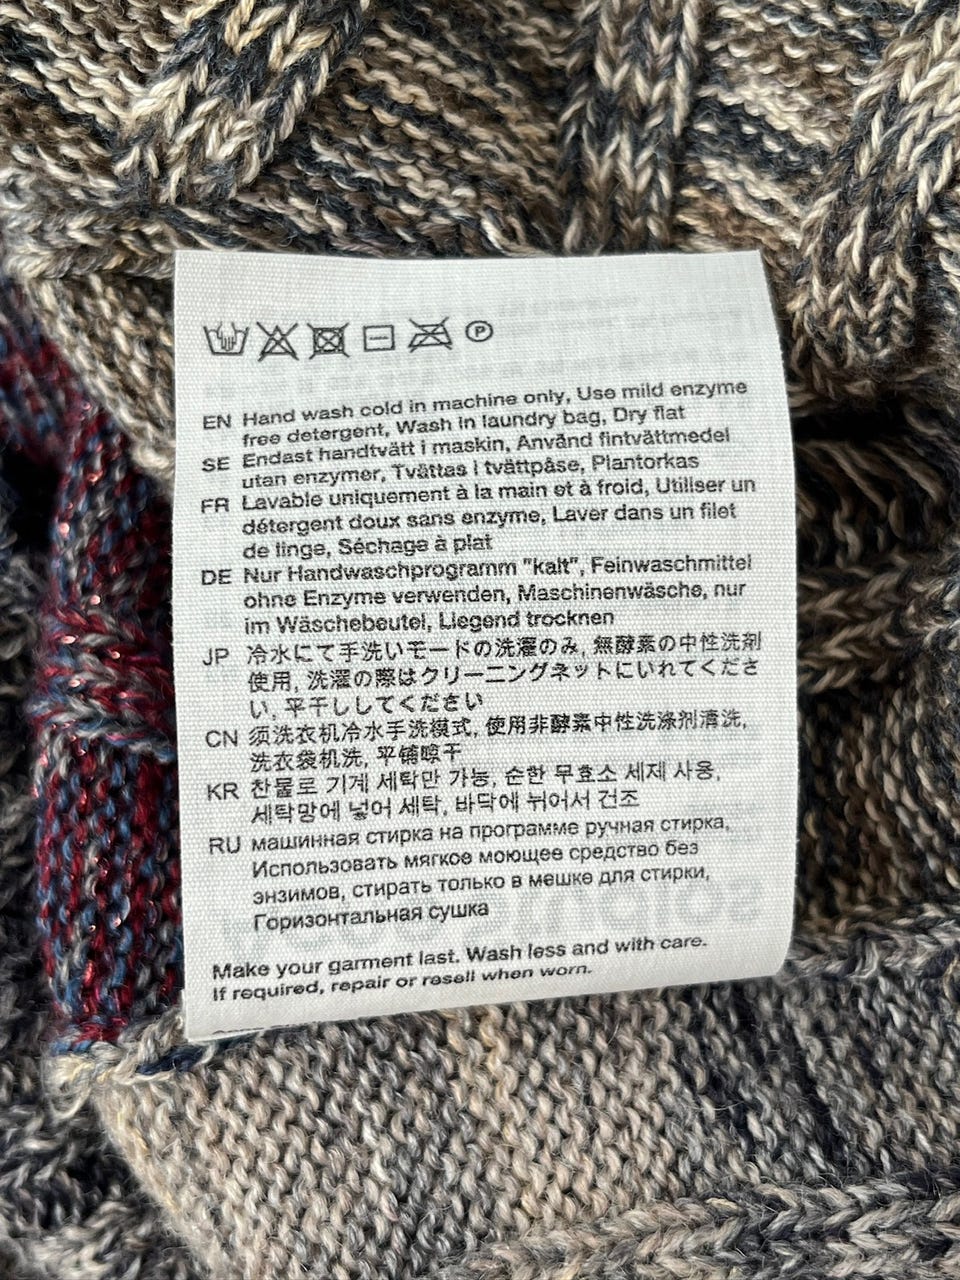 P
EN Hand wash cold in machine only, Use mild enzyme
free detergent, Wash in laundry bag, Dry flat
SE Endast handtvätt i maskin, Använd fintvättmedel
utan enzymer, Tvättas i tvättpåse, Plantorkas
FR Lavable uniquement à la main et à froid, Utiliser un
détergent doux sans enzyme, Laver dans un filet
de linge, Séchage à plat
DE Nur Handwaschprogramm "kalt", Feinwaschmittel
ohne Enzyme verwenden, Maschinenwäsche, nur
im Wäschebeutel, Liegend trocknen
JP 冷水にて手洗いモードの洗濯のみ, 無酵素の中性洗剤
使用, 洗濯の際はクリーニングネットにいれてくださ
い, 平干ししてください
CN 须洗衣机冷水手洗模式, 使用非酵素中性洗涤剂清洗,
洗衣袋机洗, 平铺晾干
KR 찬물로 기계 세탁만 가능, 순한 무효소 세제 사용,
세탁망에 넣어 세탁, 바닥에 뉘어서 건조
RU машинная стирка на программе ручная стирка,
Использовать мягкое моющее средство без
энзимов, стирать только в мешке для стирки,
Горизонтальная сушка
Make your garment last. Wash less and with care.
If required, repair or resell when worn.